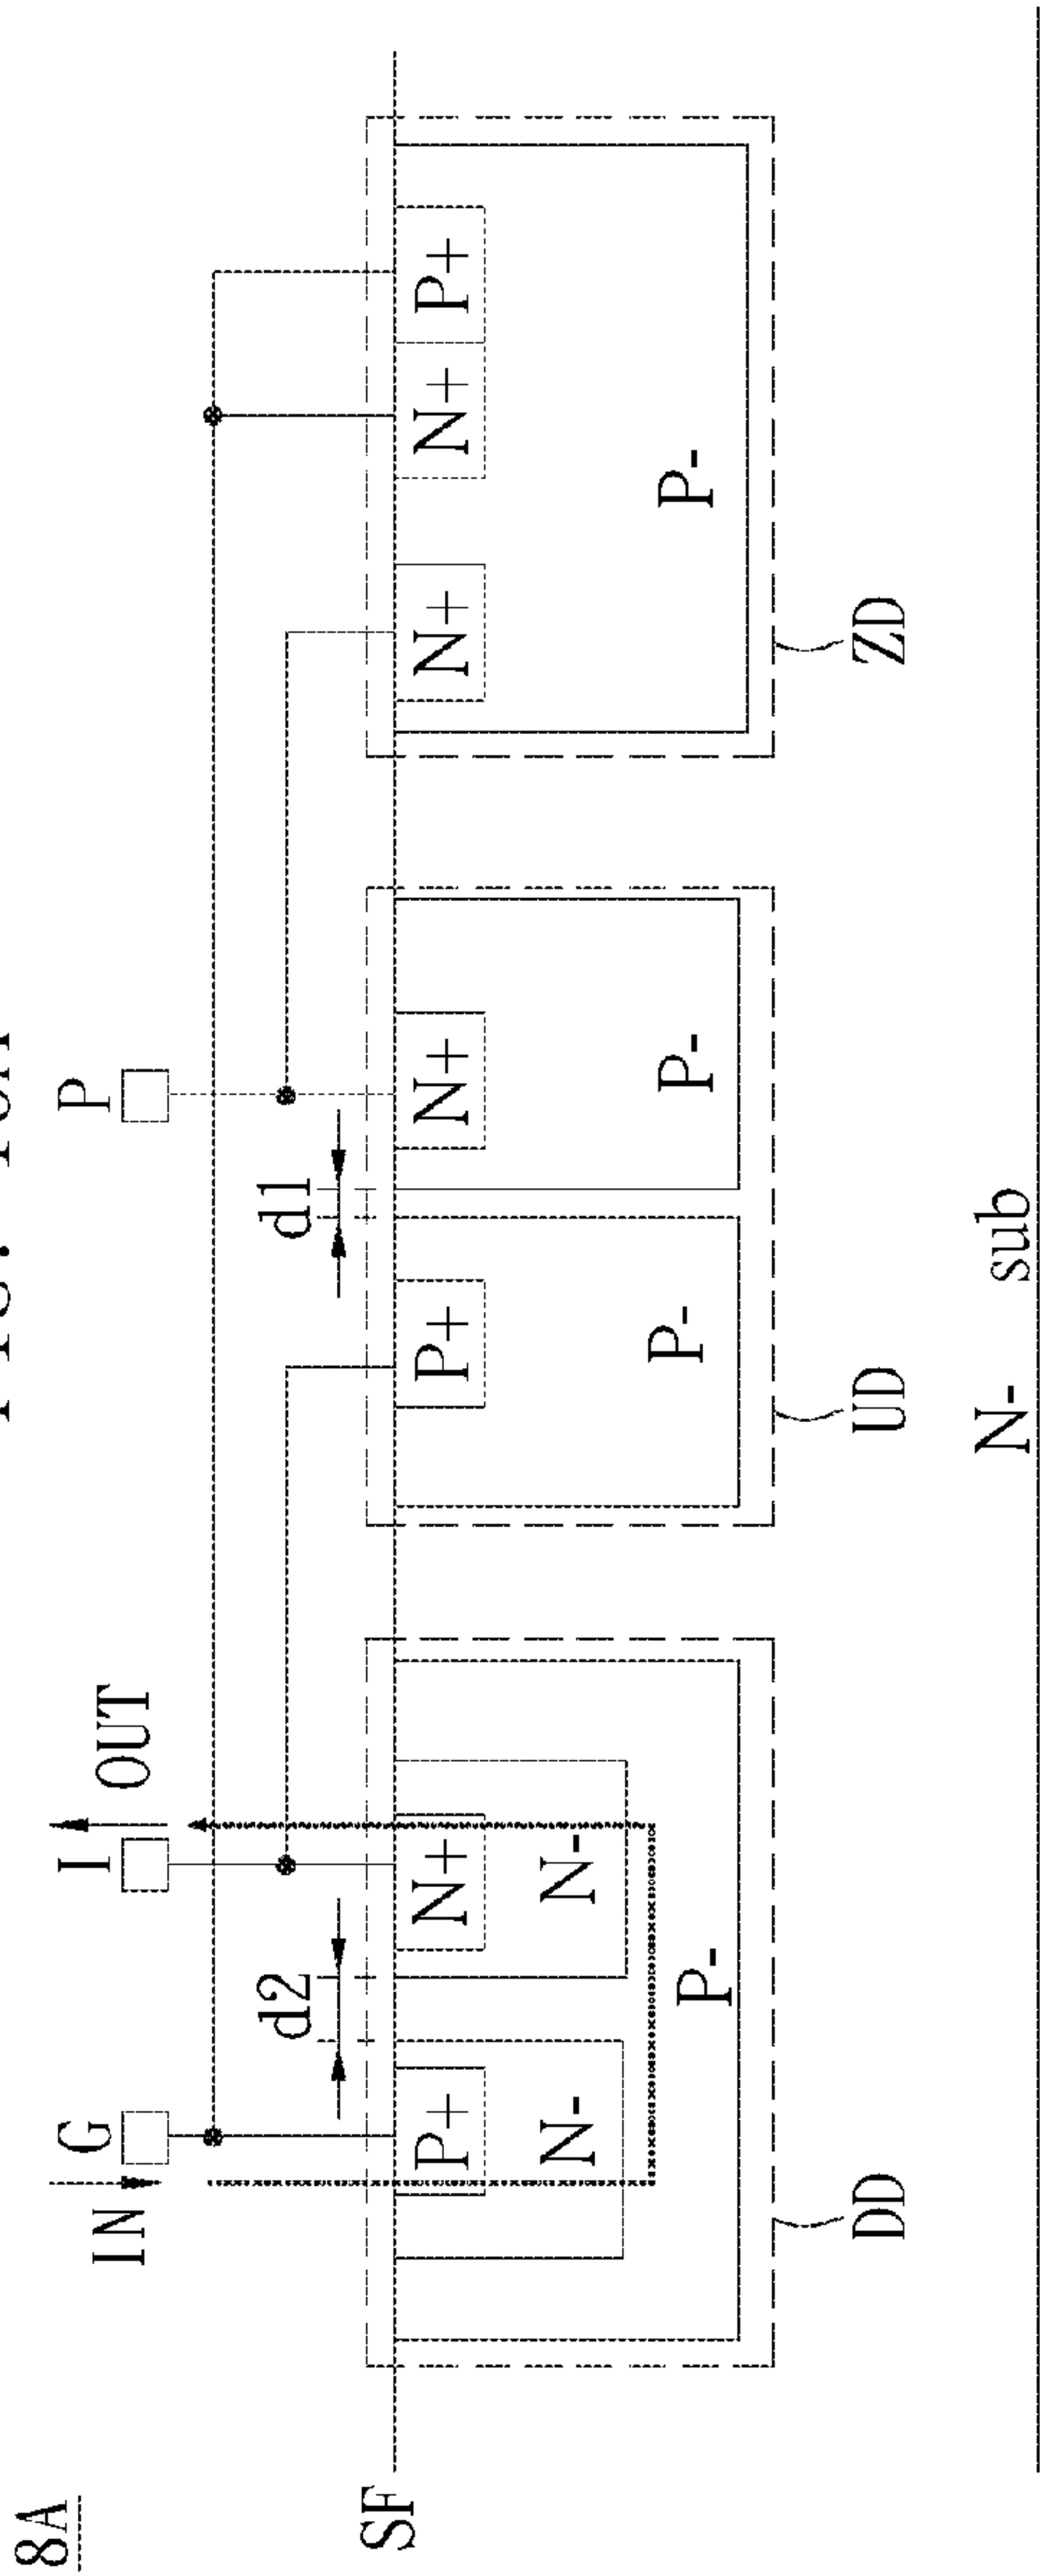 8A
IN
G
I
OUT
P
d2
d1
SF
P+
N+
P+
N+
N+
N+
P+
N-
N-
P-
P-
P-
P-
DD
UD
ZD
N- sub